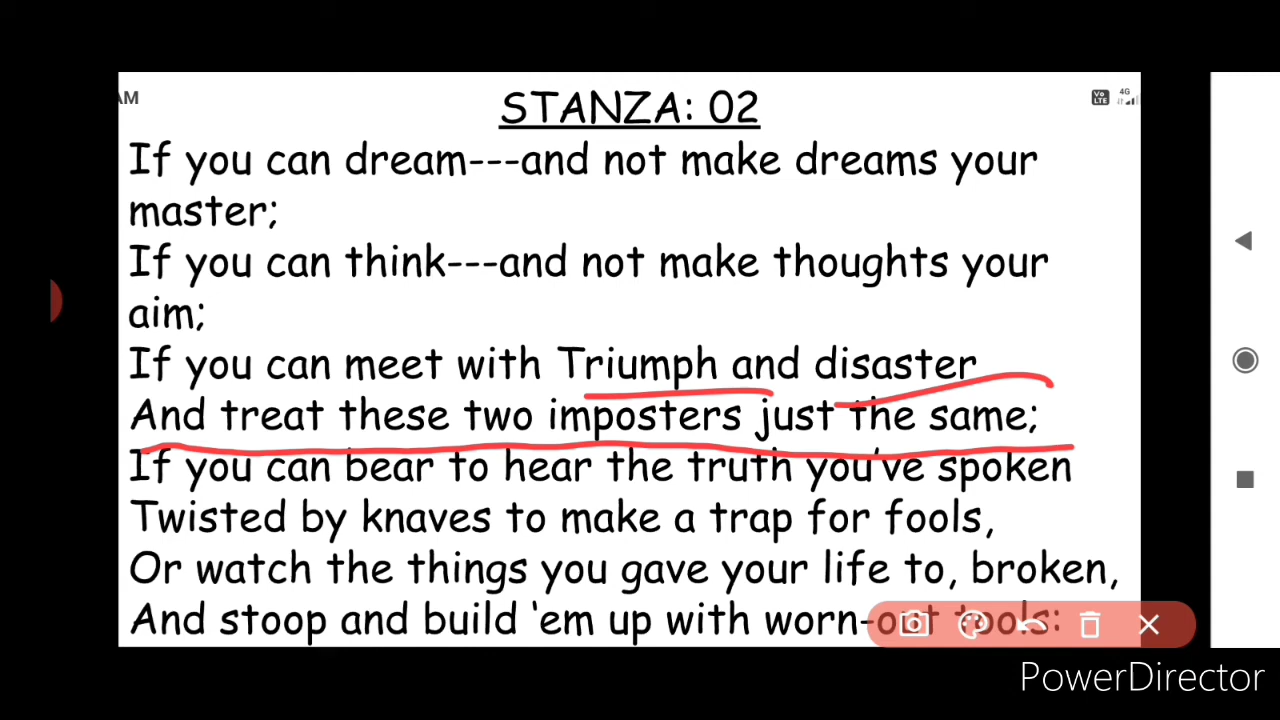 AM
Vo LTE 4G
STANZA: 02
If you can dream---and not make dreams your
master;
If you can think---and not make thoughts your
aim;
If you can meet with Triumph and disaster
And treat these two imposters just the same;
If you can bear to hear the truth you've spoken
Twisted by knaves to make a trap for fools,
Or watch the things you gave your life to, broken,
And stoop and build ‘em up with worn-out tools:
PowerDirector